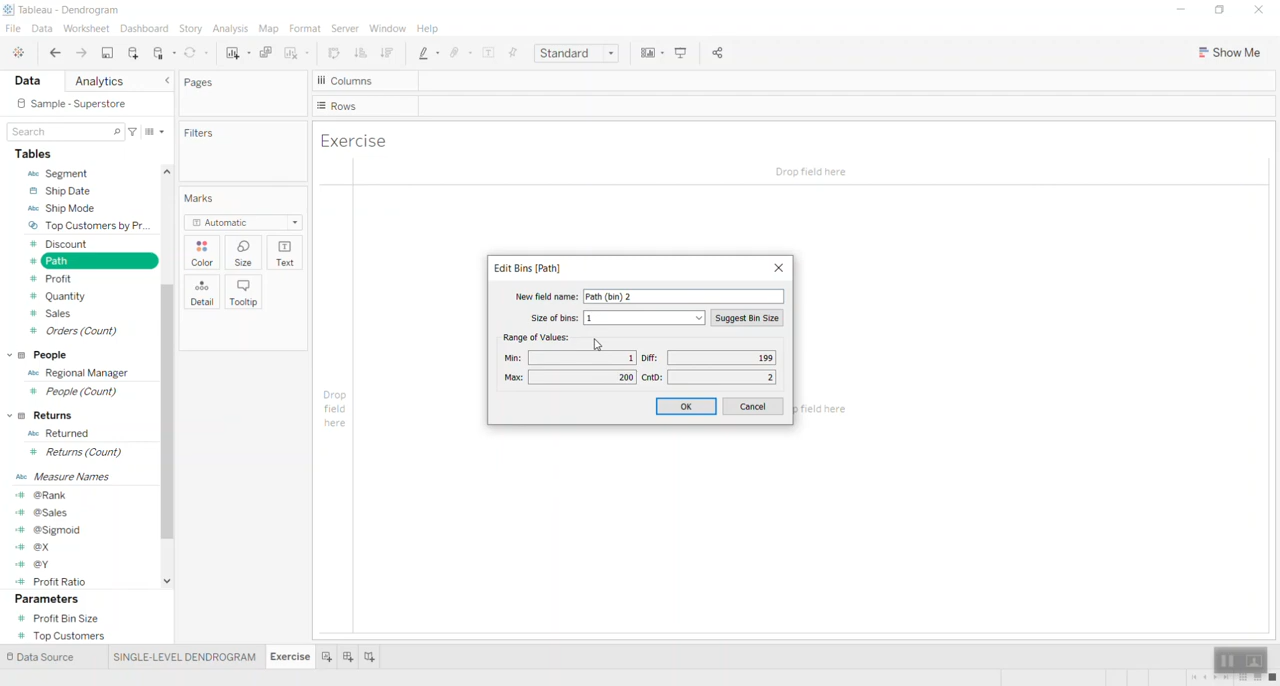 Tableau - Dendrogram
File Data Worksheet Dashboard Story Analysis Map Format Server Window Help
Standard
Show Me
Data Analytics
Sample - Superstore
Search
Tables
Abc Segment
Ship Date
Abc Ship Mode
Top Customers by Pr...
# Discount
# Path
# Profit
# Quantity
# Sales
# Orders (Count)
People
Abc Regional Manager
# People (Count)
Returns
Abc Returned
# Returns (Count)
Abc Measure Names
=# @Rank
=# @Sales
=# @Sigmoid
=# @X
=# @Y
=# Profit Ratio
Parameters
# Profit Bin Size
# Top Customers
Pages
Filters
Marks
Automatic
Color Size Text
Detail Tooltip
Columns
Rows
Exercise
Drop field here
Drop
field
here
p field here
Edit Bins [Path]
New field name: Path (bin) 2
Size of bins: 1 Suggest Bin Size
Range of Values:
Min: 1 Diff: 199
Max: 200 CntD: 2
OK Cancel
Data Source SINGLE-LEVEL DENDROGRAM Exercise